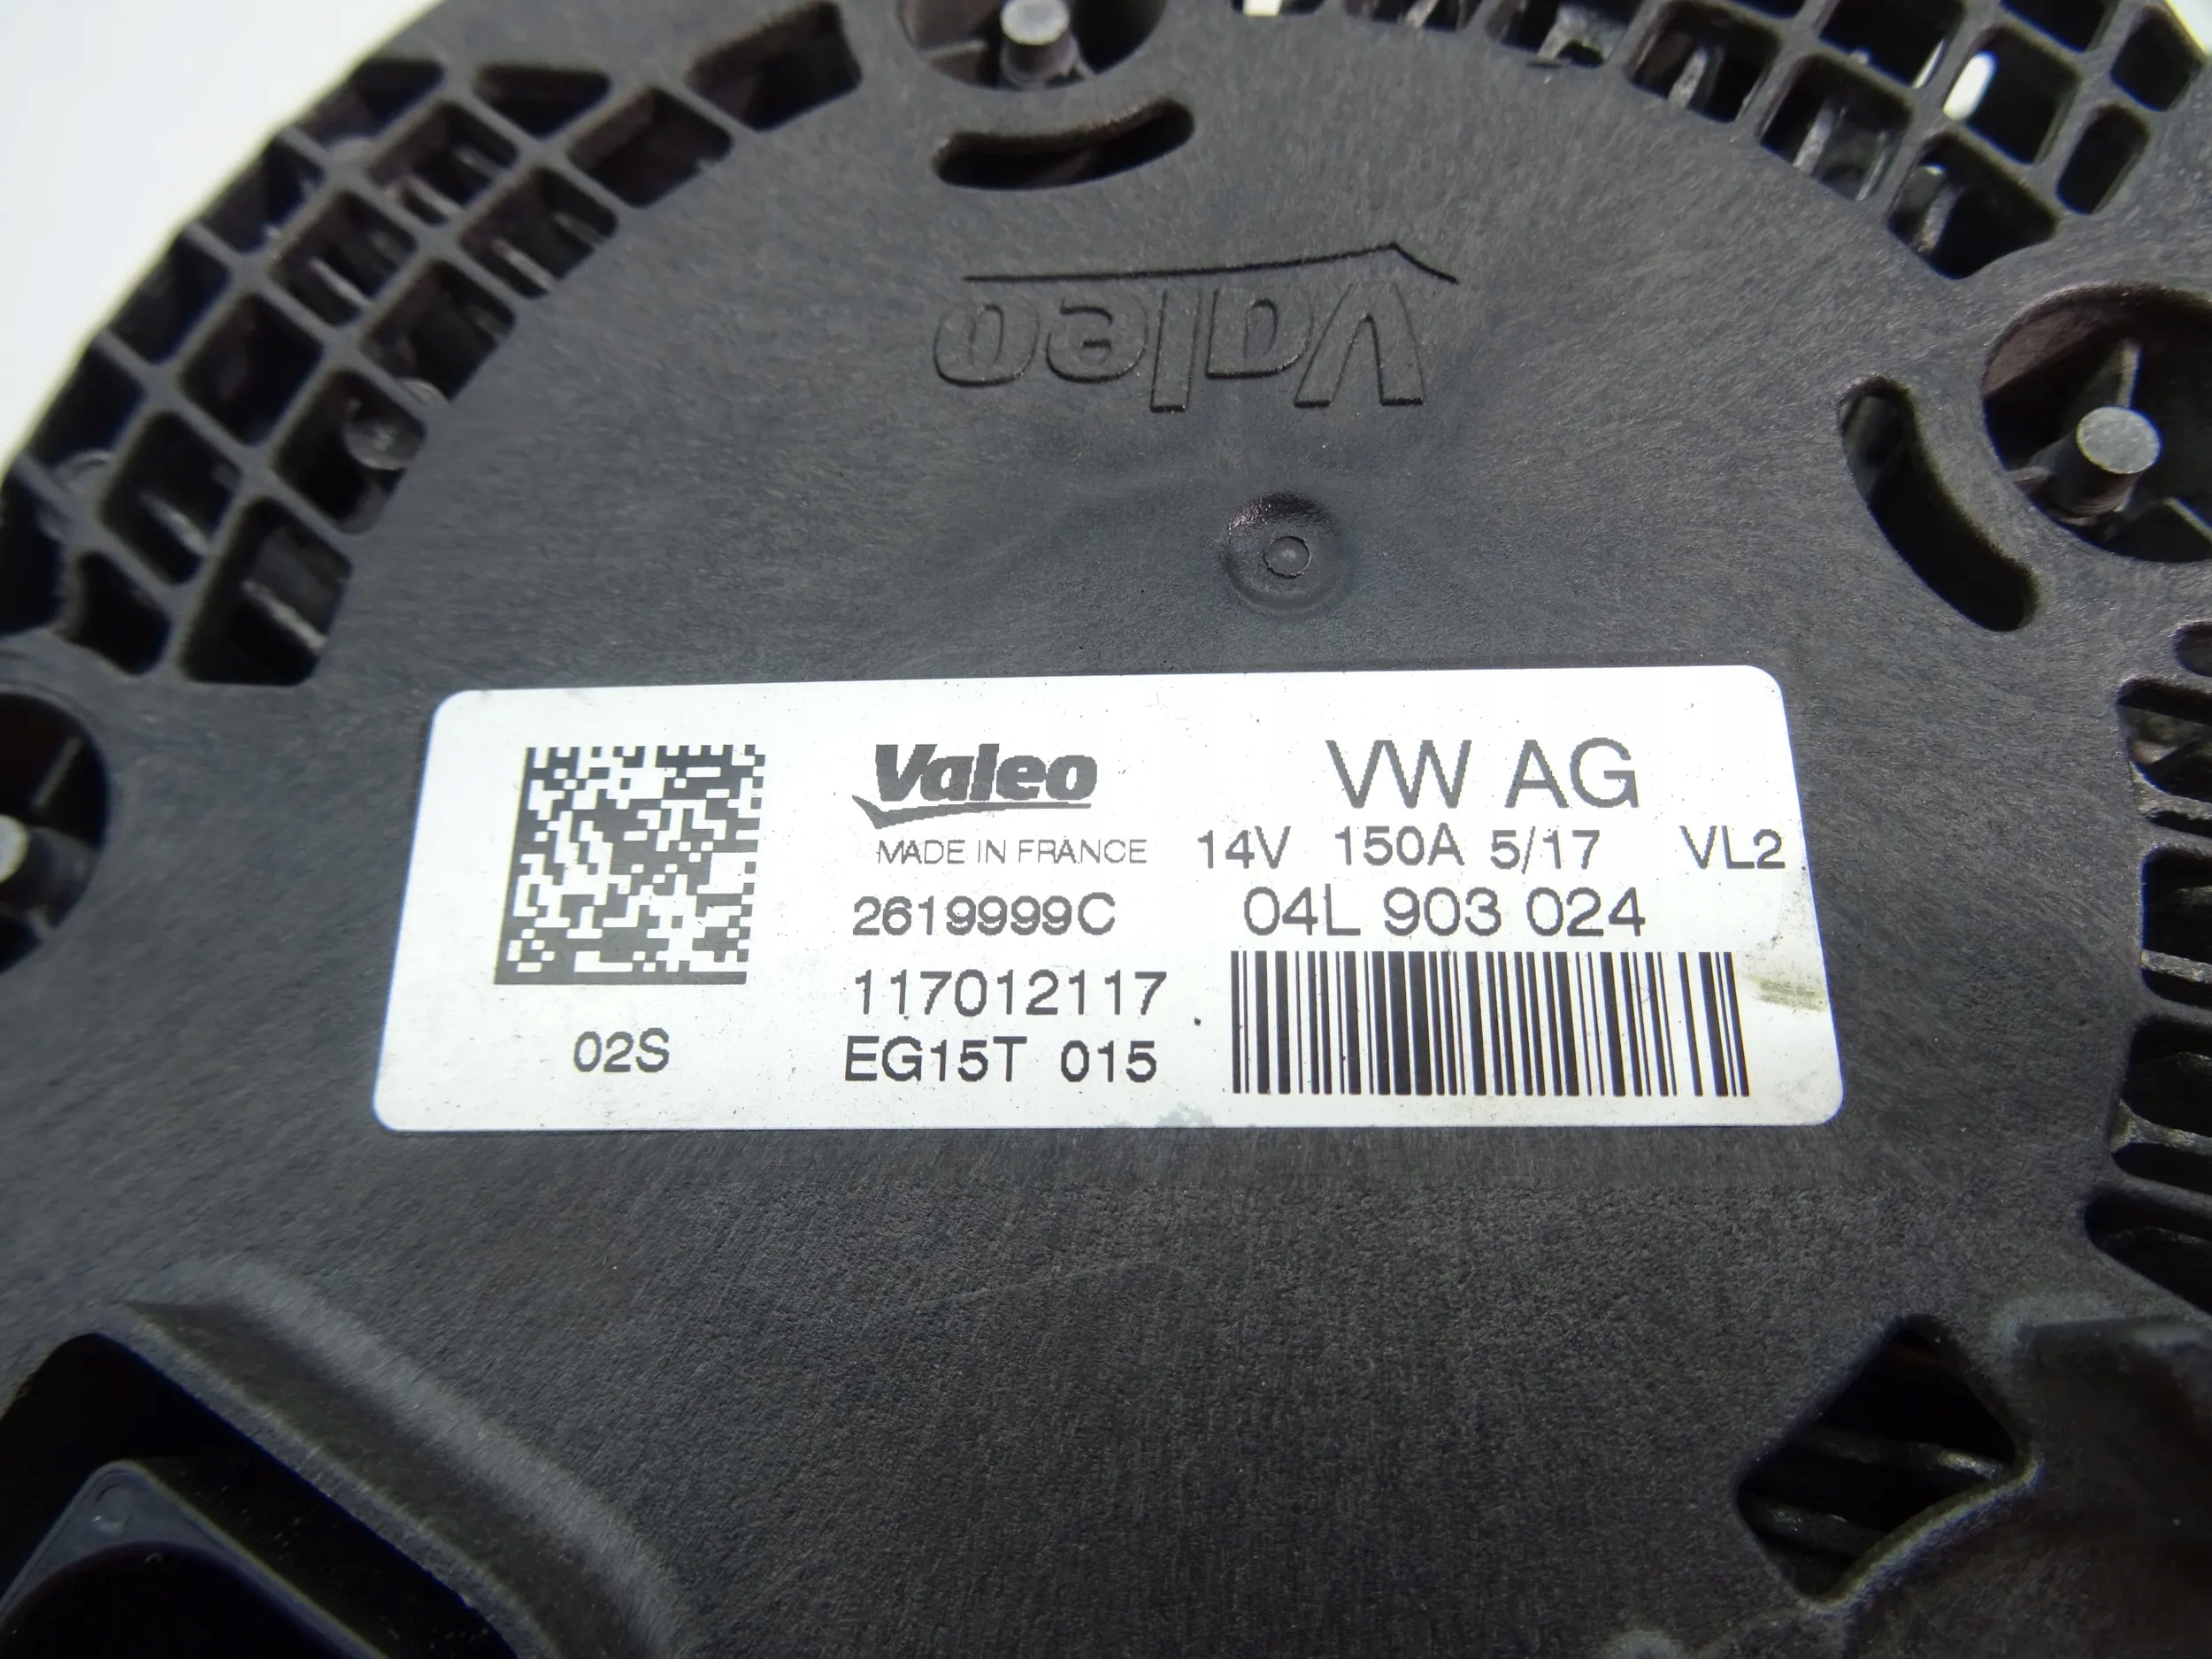 Valeo
Valeo
VW AG
MADE IN FRANCE
14V 150A 5/17 VL2
2619999C
04L 903 024
117012117
02S
EG15T 015